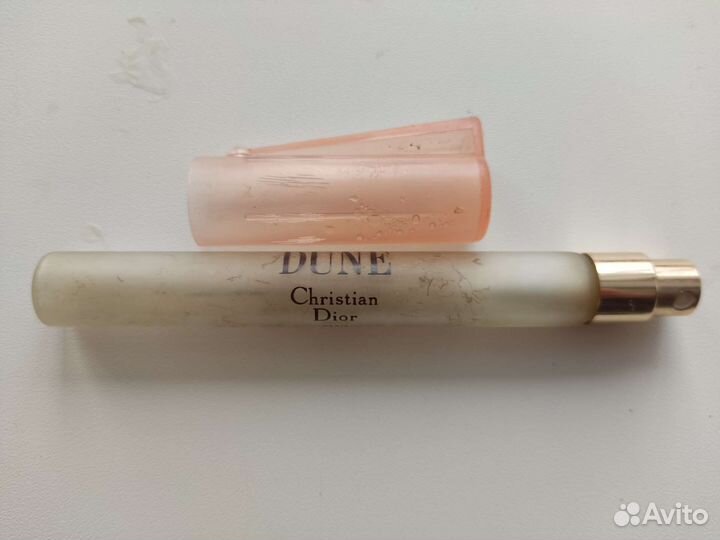 DUNE
Christian
Dior
Avito